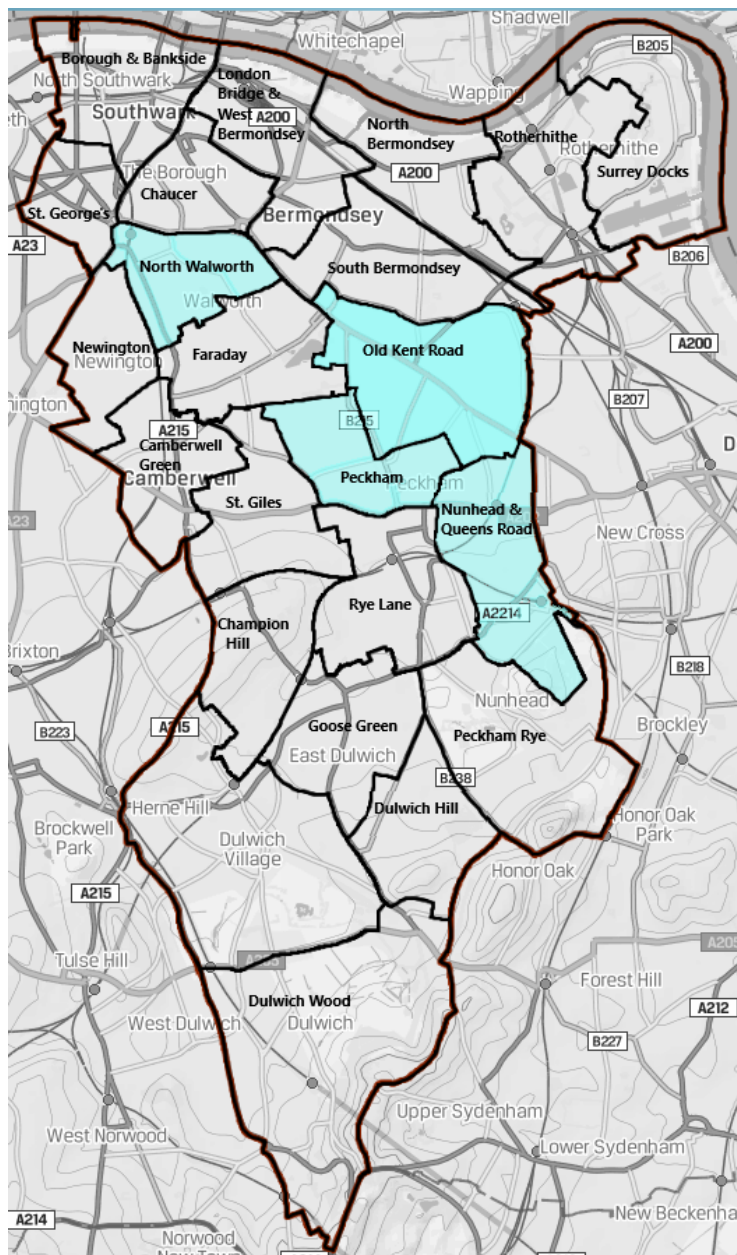 Shadwell
Whitechapel
B205
Borough & Bankside
North Southwark
London
Bridge &
West
Bermondsey
Wapping
Southwark
A200
North
Bermondsey
Rotherhithe
Rotherhithe
A200
The Borough
Chaucer
Surrey Docks
St. George's
Bermondsey
A23
B206
North Walworth
South Bermondsey
Walworth
Newington
Newington
Faraday
Old Kent Road
A200
B207
A215
B215
Camberwell
Green
Camberwell
Peckham
Peckham
St. Giles
Nunhead &
Queens Road
New Cross
A23
Rye Lane
A2214
Champion
Hill
Brixton
B218
Nunhead
A215
Goose Green
Peckham Rye
Brockley
B223
East Dulwich
B238
Herne Hill
Dulwich Hill
Brockwell
Park
Honor Oak
Park
Dulwich
Village
Honor Oak
A215
A205
A205
Tulse Hill
Forest Hill
Dulwich Wood
A212
West Dulwich
Dulwich
B227
Upper Sydenham
West Norwood
Lower Sydenham
A214
New Beckenha
Norwood